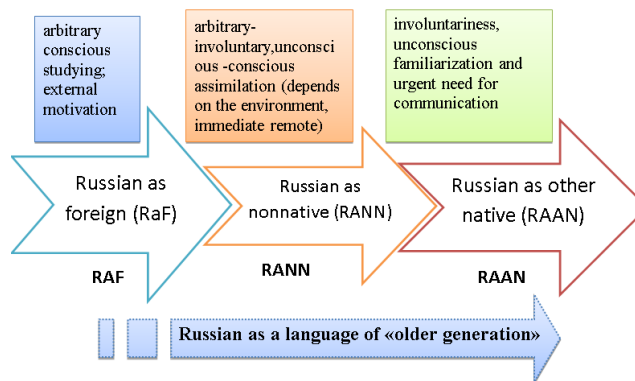 arbitrary
conscious
studying;
external
motivation
arbitrary-
involuntary,unconsci
ous -conscious
assimilation (depends
on the environment,
immediate remote)
involuntariness,
unconscious
familiarization and
urgent need for
communication
Russian as
foreign (RaF)
Russian as
nonnative (RANN)
Russian as other
native (RAAN)
RAF
RANN
RAAN
Russian as a language of «older generation»